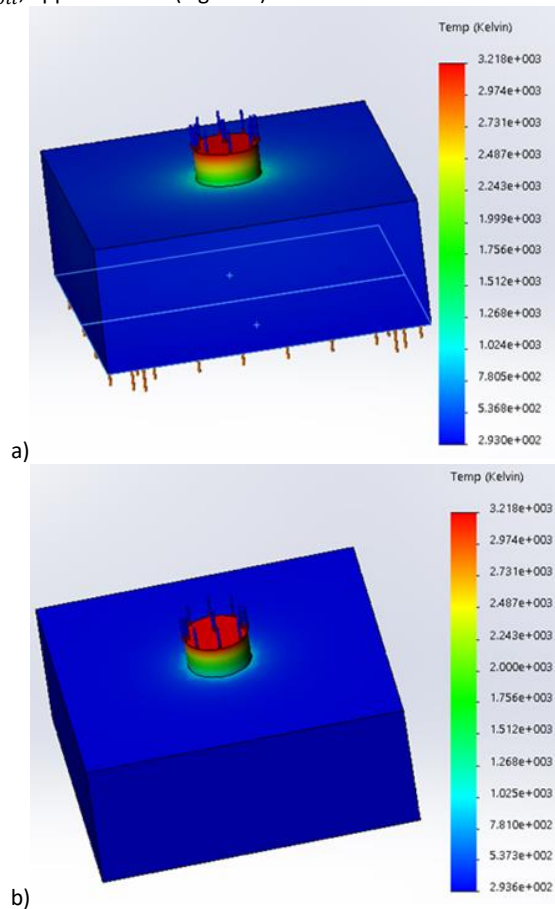 Temp (Kelvin)
3.218e+003
2.974e+003
2.731e+003
2.487e+003
2.243e+003
1.999e+003
1.756e+003
1.512e+003
1.268e+003
1.024e+003
7.805e+002
5.368e+002
2.930e+002
a)
Temp (Kelvin)
3.218e+003
2.974e+003
2.731e+003
2.487e+003
2.243e+003
2.000e+003
1.756e+003
1.512e+003
1.268e+003
1.025e+003
7.810e+002
5.373e+002
2.936e+002
b)